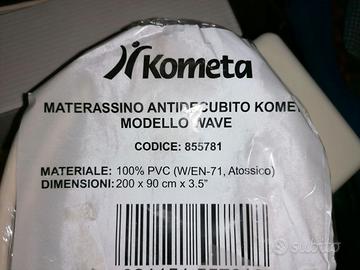 Kometa
MATERASSINO ANTIDECUBITO KOME
MODELLO WAVE
CODICE: 855781
MATERIALE: 100% PVC (W/EN-71, Atossico)
DIMENSIONI: 200 x 90 cm x 3.5"
subito